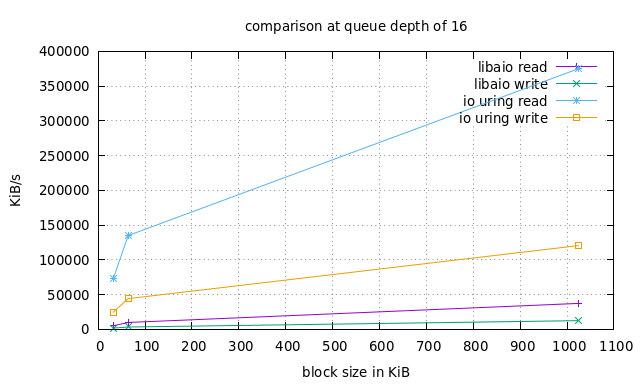 comparison at queue depth of 16
400000
350000
300000
250000
200000
150000
100000
50000
0
KiB/s
libaio read
libaio write
io uring read
io uring write
0 100 200 300 400 500 600 700 800 900 1000 1100
block size in KiB